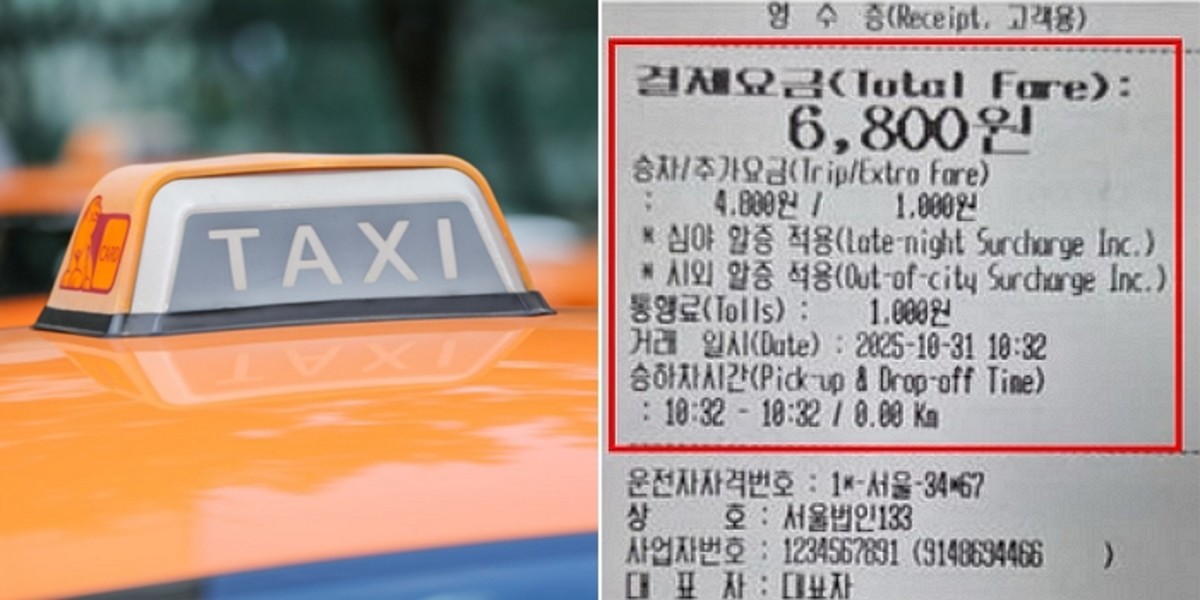 TAXI
CARD
영 수 증(Receipt, 고객용)
결제요금(Total Fare):
6,800원
승차/추가요금(Trip/Extra Fare)
: 4.800원 / 1.000원
* 심야 할증 적용(Late-night Surcharge Inc.)
* 시외 할증 적용(Out-of-city Surcharge Inc.)
통행료(Tolls) : 1.000원
거래 일시(Date) : 2025-10-31 10:32
승하차시간(Pick-up & Drop-off Time)
: 10:32 - 10:32 / 0.00 Km
운전자자격번호 : 1*-서울-34*67
상 호 : 서울법인133
사업자번호 : 1234567891 (9148694466 )
대 표 자 : 대표자